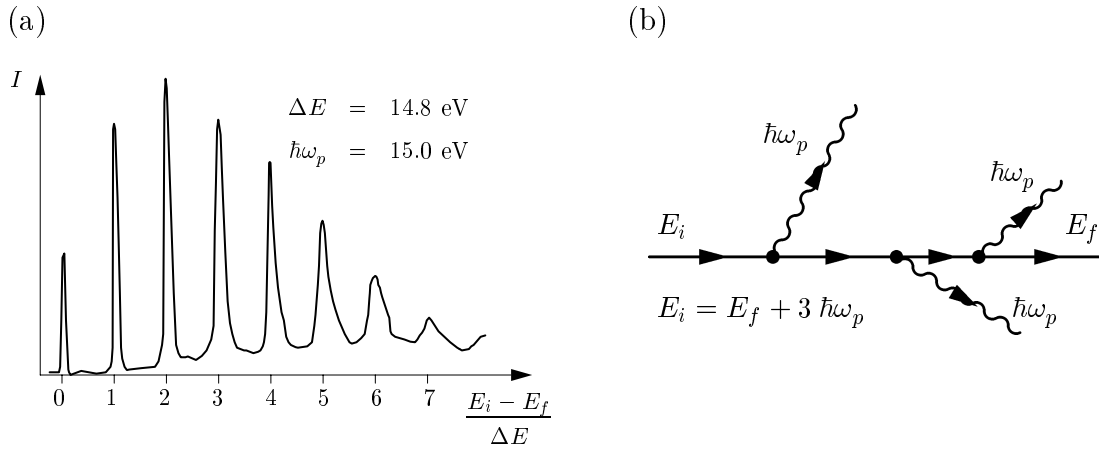 (a)
I
ΔE = 14.8 eV
ħω_p = 15.0 eV
0 1 2 3 4 5 6 7
E_i − E_f
ΔE
(b)
ħω_p
ħω_p
E_i
E_f
E_i = E_f + 3 ħω_p
ħω_p